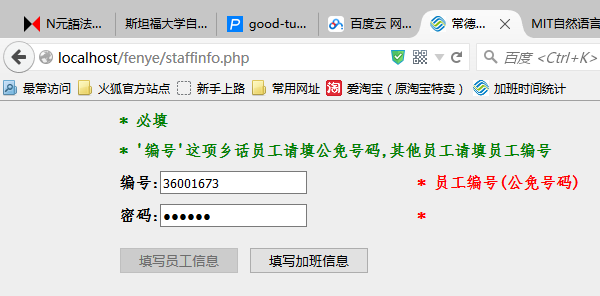 N元語法...
斯坦福大学自...
good-tu...
百度云 网...
常德...
MIT自然语言
localhost/fenye/staffinfo.php
百度 <Ctrl+K>
最常访问 火狐官方站点 新手上路 常用网址 爱淘宝（原淘宝特卖） 加班时间统计
* 必填
* '编号'这项乡话员工请填公免号码,其他员工请填员工编号
编号: 36001673 * 员工编号(公免号码)
密码: ●●●●●● *
填写员工信息 填写加班信息